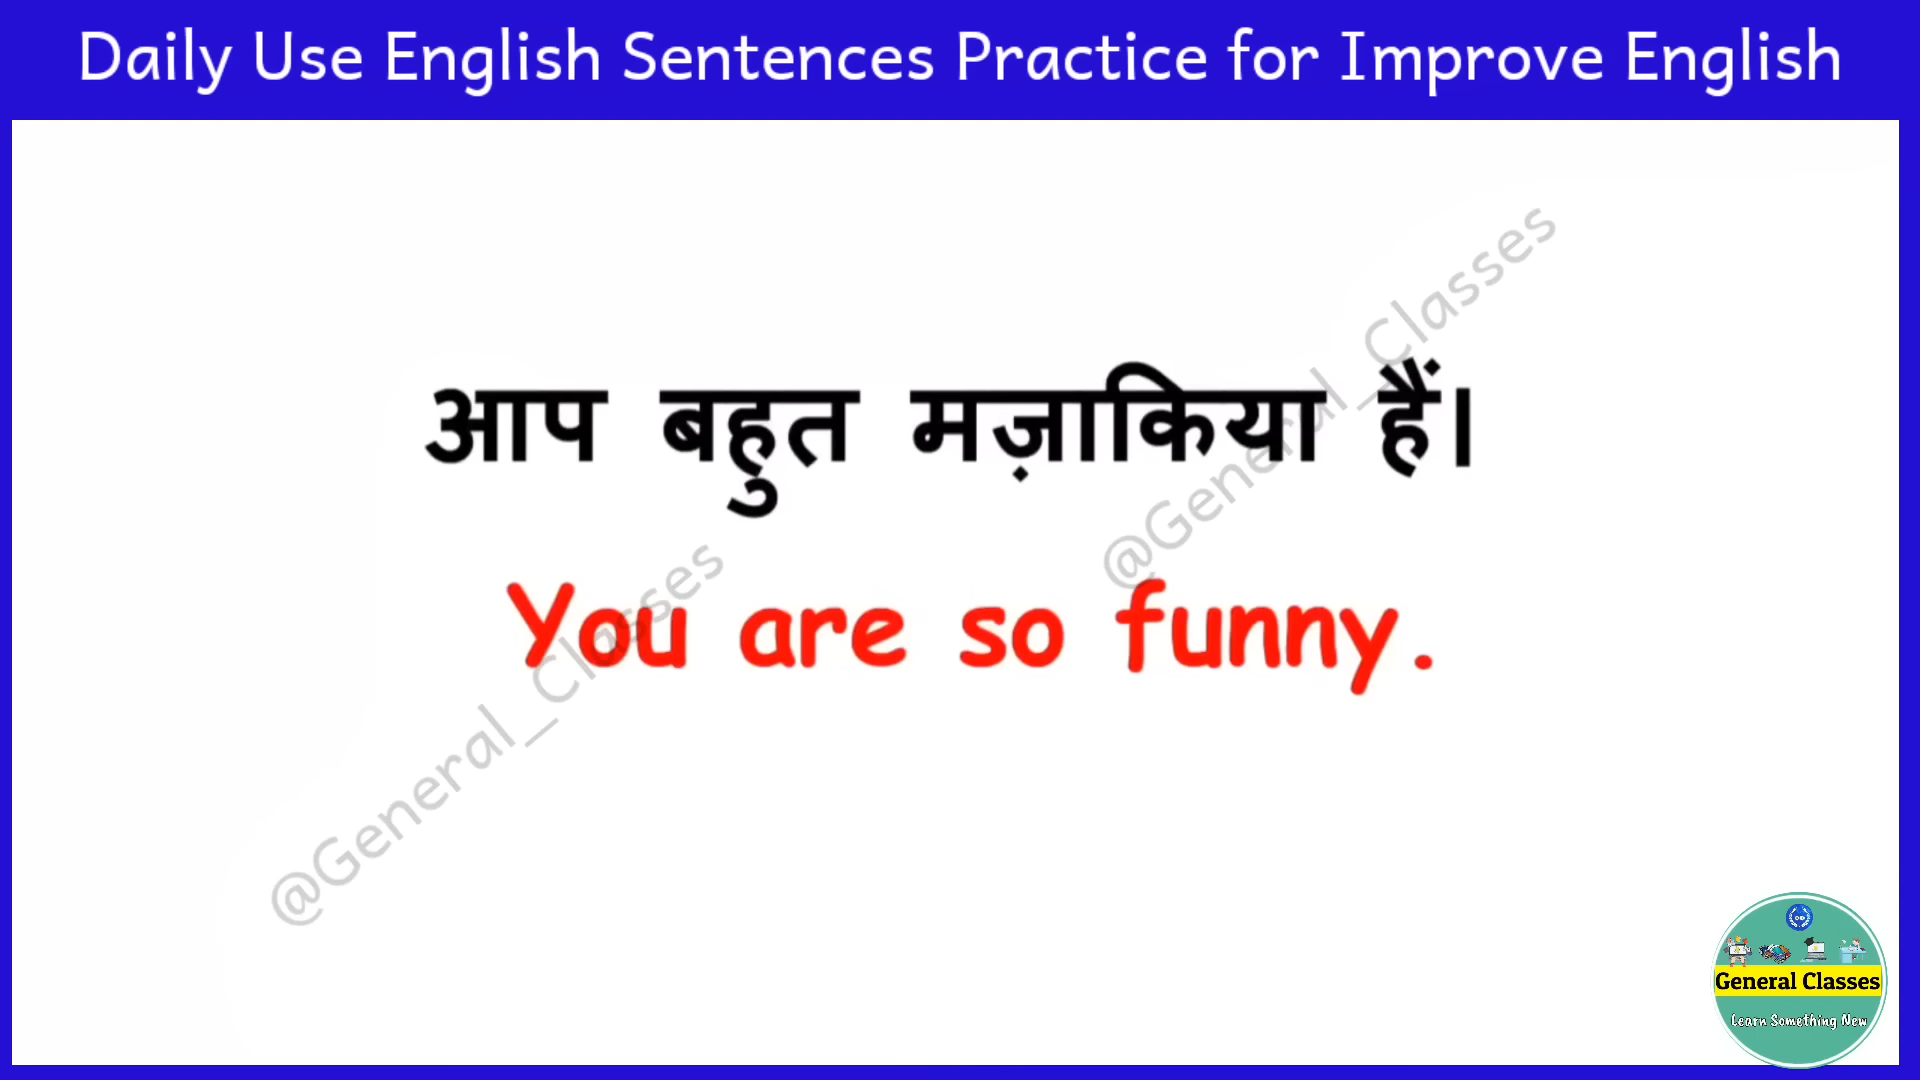 Daily Use English Sentences Practice for Improve English
आप बहुत मज़ाकिया हैं।
You are so funny.
@General_Classes
@General_Classes
General Classes
Learn Something New